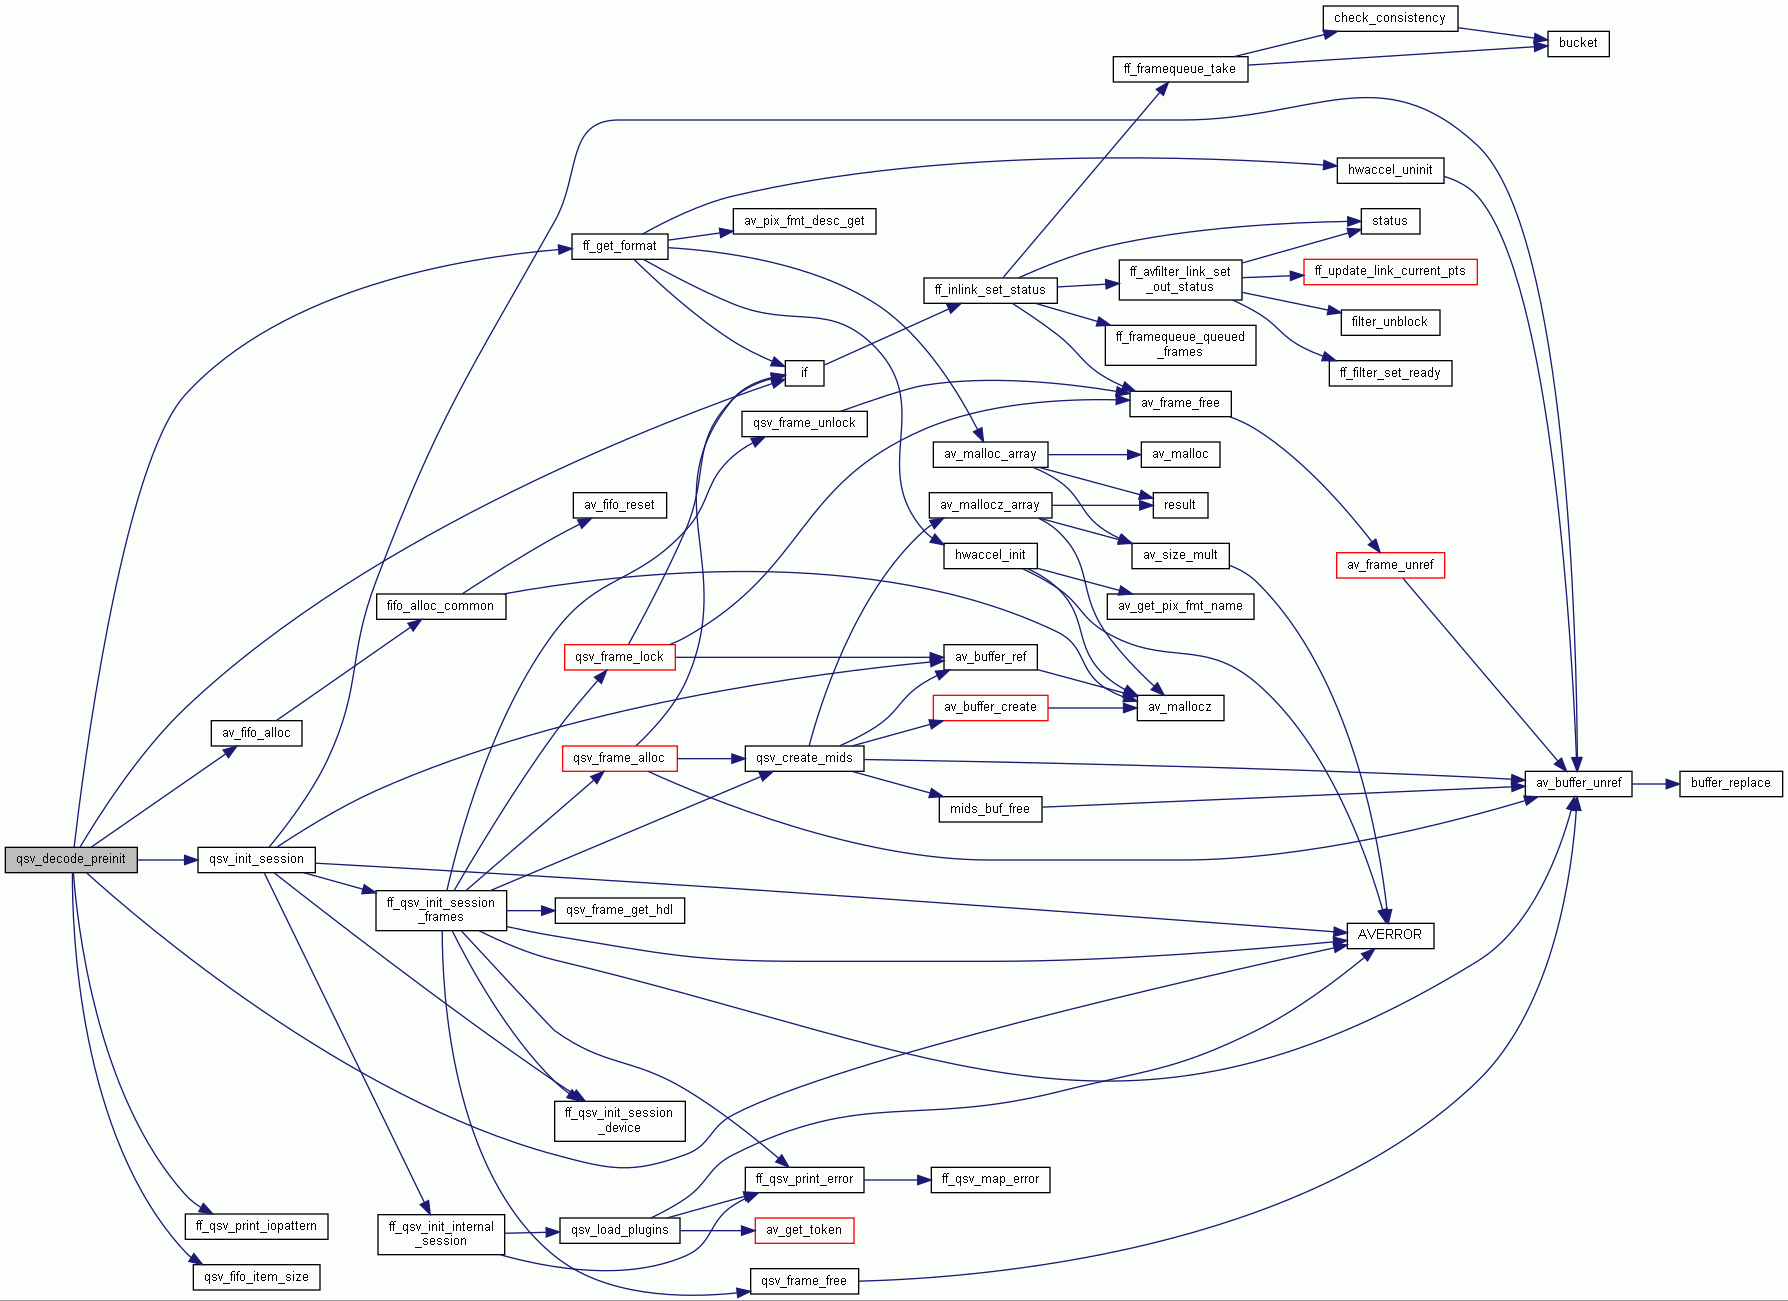 check_consistency
bucket
ff_framequeue_take
hwaccel_uninit
av_pix_fmt_desc_get
status
ff_get_format
ff_avfilter_link_set
_out_status
ff_update_link_current_pts
ff_inlink_set_status
filter_unblock
ff_framequeue_queued
_frames
if
ff_filter_set_ready
av_frame_free
qsv_frame_unlock
av_malloc_array
av_malloc
av_fifo_reset
av_mallocz_array
result
hwaccel_init
av_size_mult
av_frame_unref
fifo_alloc_common
av_get_pix_fmt_name
qsv_frame_lock
av_buffer_ref
av_buffer_create
av_mallocz
av_fifo_alloc
qsv_frame_alloc
qsv_create_mids
av_buffer_unref
buffer_replace
mids_buf_free
qsv_decode_preinit
qsv_init_session
ff_qsv_init_session
_frames
qsv_frame_get_hdl
AVERROR
ff_qsv_init_session
_device
ff_qsv_print_error
ff_qsv_map_error
ff_qsv_print_iopattern
ff_qsv_init_internal
_session
qsv_load_plugins
av_get_token
qsv_fifo_item_size
qsv_frame_free